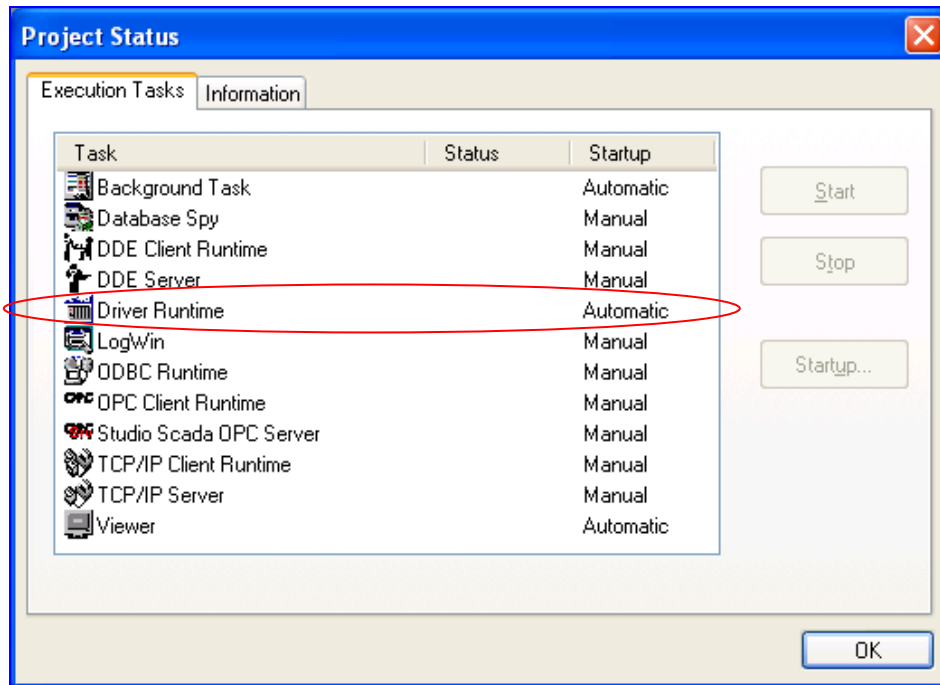 Project Status
Execution Tasks Information
Task Status Startup
Background Task Automatic
Database Spy Manual
DDE Client Runtime Manual
DDE Server Manual
Driver Runtime Automatic
LogWin Manual
ODBC Runtime Manual
OPC Client Runtime Manual
Studio Scada OPC Server Manual
TCP/IP Client Runtime Manual
TCP/IP Server Manual
Viewer Automatic
Start
Stop
Startup...
OK